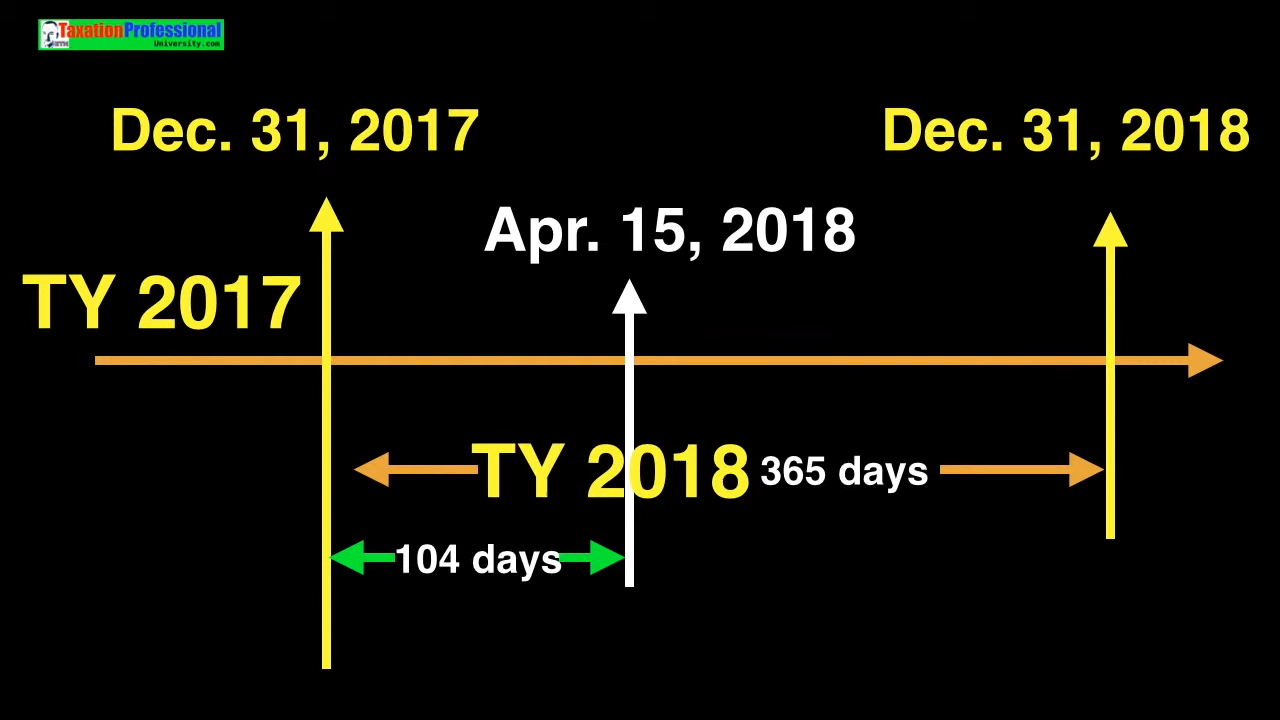 TaxationProfessional
University.com
Dec. 31, 2017
Dec. 31, 2018
Apr. 15, 2018
TY 2017
TY 2018 365 days
104 days